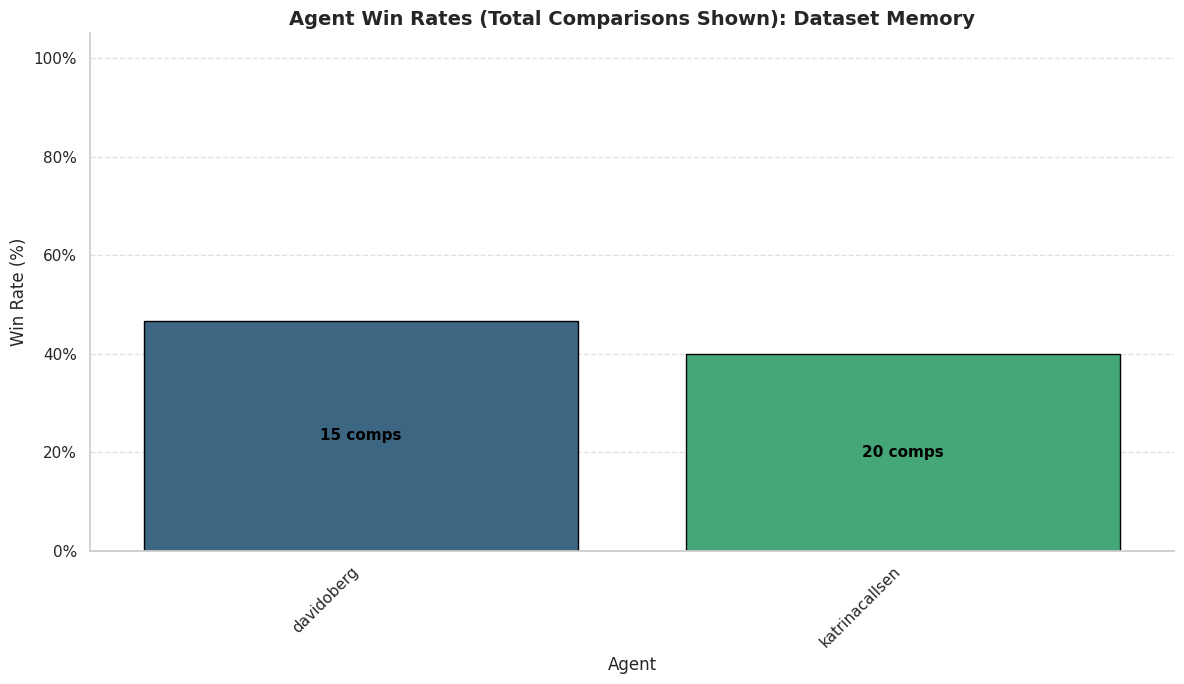 Agent Win Rates (Total Comparisons Shown): Dataset Memory
Win Rate (%)
100%
80%
60%
40%
20%
0%
15 comps
20 comps
davidoberg
katrinacallsen
Agent